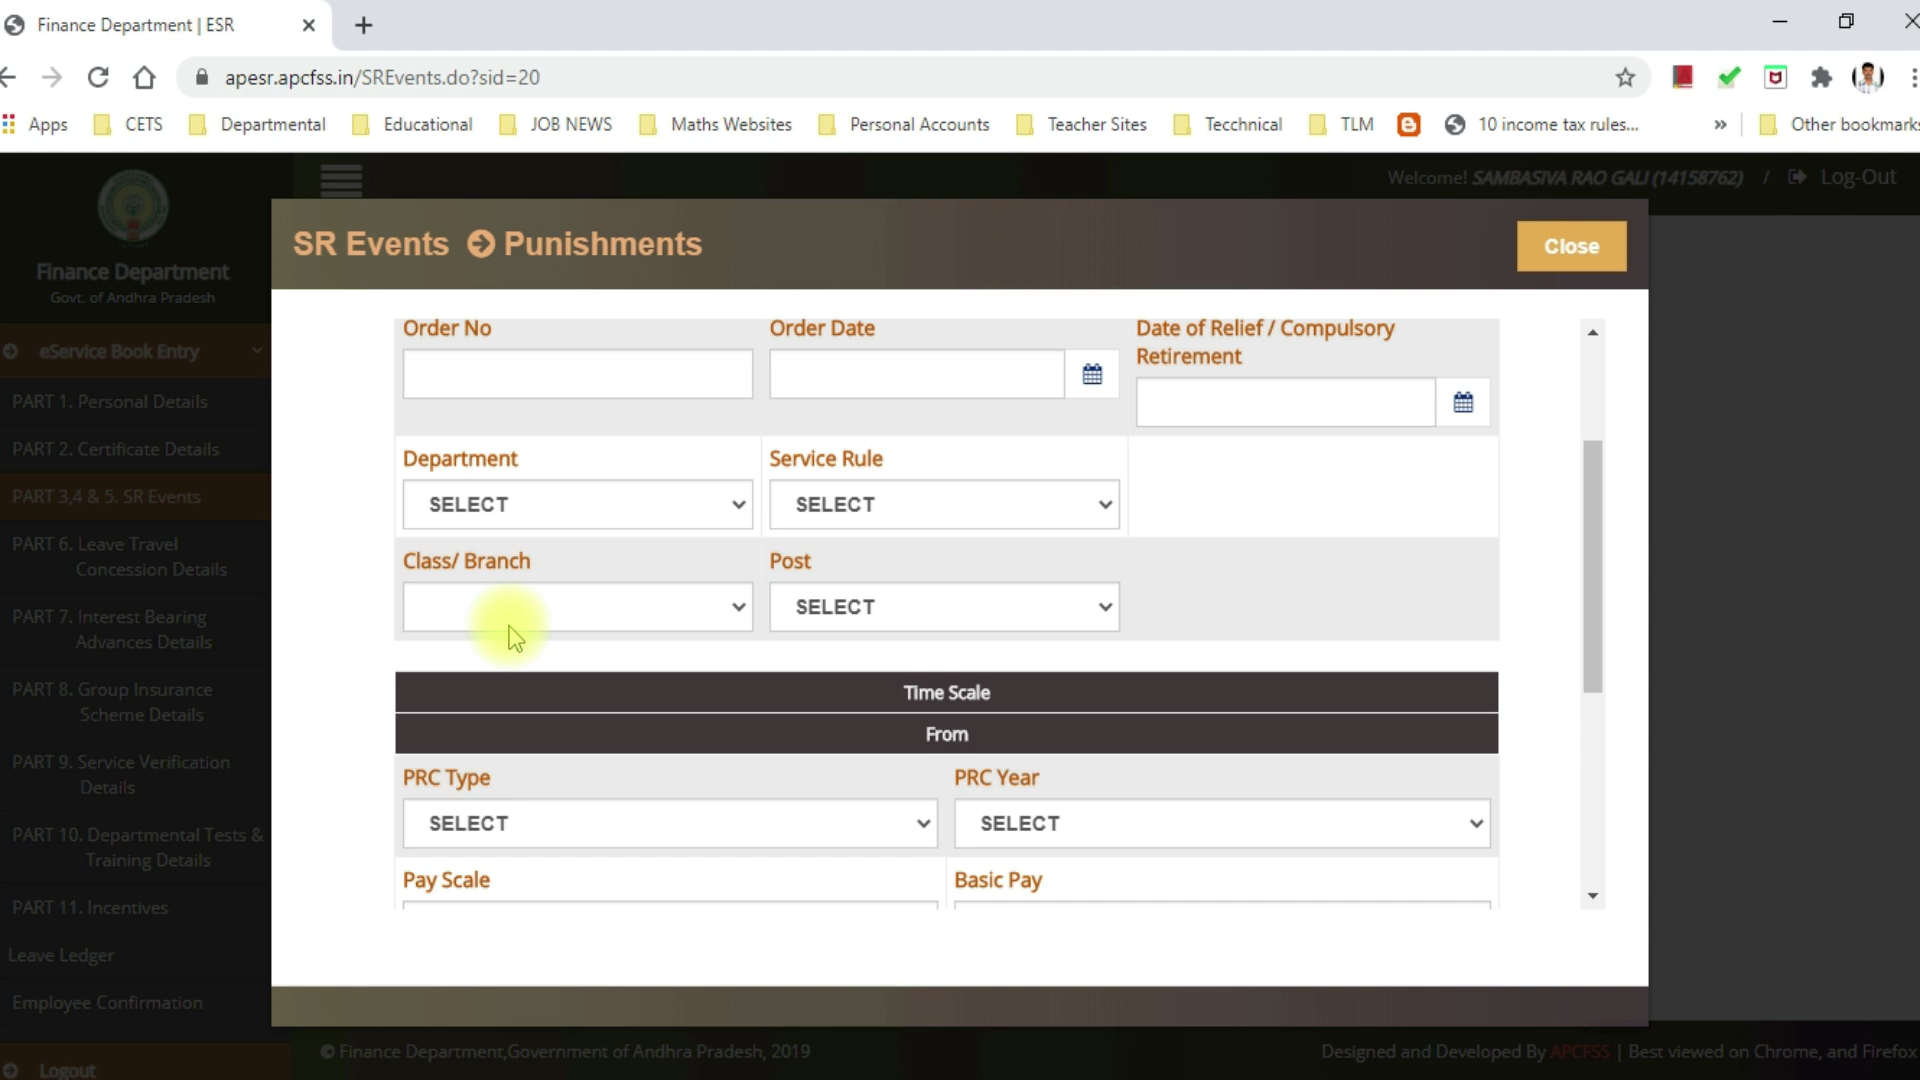 Finance Department | ESR
apesr.apcfss.in/SREvents.do?sid=20
Apps
CETS
Departmental
Educational
JOB NEWS
Maths Websites
Personal Accounts
Teacher Sites
Tecchnical
TLM
10 income tax rules...
»
Other bookmarks
Welcome! SAMBASIVA RAO GALI (14158762) / Log-Out
Finance Department
Govt. of Andhra Pradesh
eService Book Entry
PART 1. Personal Details
PART 2. Certificate Details
PART 3,4 & 5. SR Events
PART 6. Leave Travel
Concession Details
PART 7. Interest Bearing
Advances Details
PART 8. Group Insurance
Scheme Details
PART 9. Service Verification
Details
PART 10. Departmental Tests &
Training Details
PART 11. Incentives
Leave Ledger
Employee Confirmation
Logout
SR Events Punishments
Close
Order No
Order Date
Date of Relief / Compulsory
Retirement
Department
Service Rule
SELECT
SELECT
Class/ Branch
Post
SELECT
Time Scale
From
PRC Type
PRC Year
SELECT
SELECT
Pay Scale
Basic Pay
© Finance Department,Government of Andhra Pradesh, 2019
Designed and Developed By APCFSS | Best viewed on Chrome, and Firefox